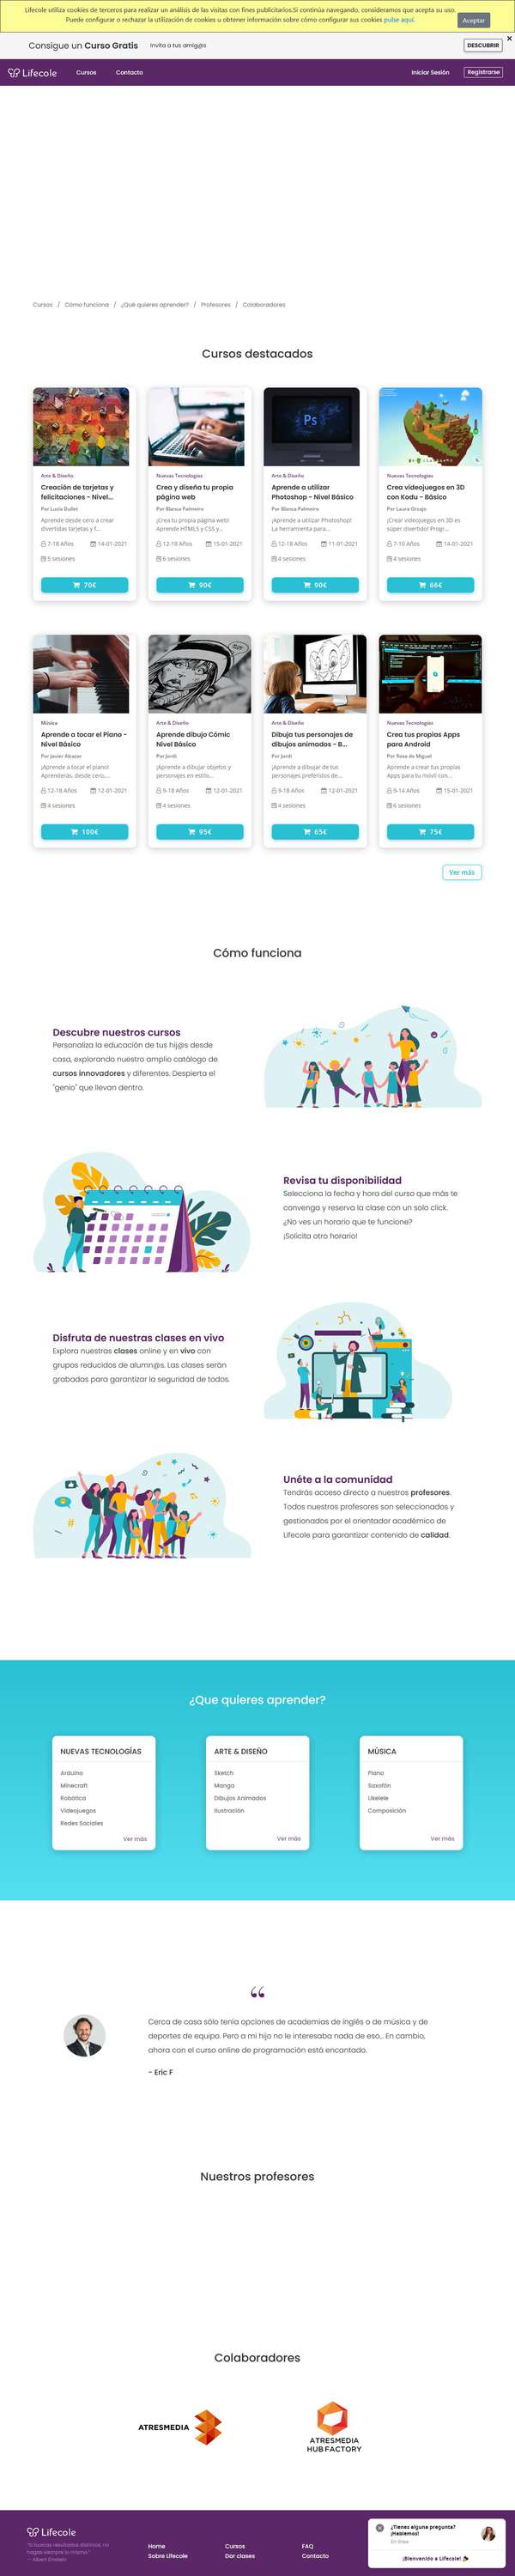 Lifecole utiliza cookies de terceros para realizar un análisis de las visitas con fines publicitarios.Si continúa navegando, consideramos que acepta su uso.
Puede configurar o rechazar la utilización de cookies u obtener información sobre cómo configurar sus cookies pulse aquí.
Aceptar
Consigue un Curso Gratis
Invita a tus amig@s
DESCUBRIR
Lifecole
Cursos
Contacto
Iniciar Sesión
Registrarse
Cursos / Cómo funciona / ¿Qué quieres aprender? / Profesores / Colaboradores
Cursos destacados
Arte & Diseño
Creación de tarjetas y
felicitaciones - Nivel...
Por Lucía Bullet
Aprende desde cero a crear
divertidas tarjetas y f...
7-18 Años 14-01-2021
5 sesiones
70€
Nuevas Tecnologías
Crea y diseña tu propia
página web
Por Blanca Palmeiro
¡Crea tu propia página web!
Aprende HTML5 y CSS y...
12-18 Años 15-01-2021
6 sesiones
90€
Ps
Arte & Diseño
Aprende a utilizar
Photoshop - Nivel Básico
Por Blanca Palmeiro
¡Aprende a utilizar Photoshop!
La herramienta para...
12-18 Años 11-01-2021
4 sesiones
90€
Nuevas Tecnologías
Crea videojuegos en 3D
con Kodu - Básico
Por Laura Orozjo
¡Crear videojuegos en 3D es
súper divertido! Progr...
7-10 Años 14-01-2021
4 sesiones
66€
Música
Aprende a tocar el Piano -
Nivel Básico
Por Javier Alcazar
¡Aprende a tocar el piano!
Aprenderás, desde cero,...
12-18 Años 12-01-2021
4 sesiones
100€
Arte & Diseño
Aprende dibujo Cómic
Nivel Básico
Por Jordi
¡Aprende a dibujar objetos y
personajes en estilo...
9-18 Años 12-01-2021
4 sesiones
95€
Arte & Diseño
Dibuja tus personajes de
dibujos animados - B...
Por Jordi
¡Aprende a dibujar de tus
personajes preferidos de...
9-18 Años 12-01-2021
4 sesiones
65€
Nuevas Tecnologías
Crea tus propias Apps
para Android
Por Rosa de Miguel
Aprende a crear tus propias
Apps para tu móvil con...
9-14 Años 15-01-2021
6 sesiones
75€
Ver más
Cómo funciona
Descubre nuestros cursos
Personaliza la educación de tus hij@s desde
casa, explorando nuestro amplio catálogo de
cursos innovadores y diferentes. Despierta el
"genio" que llevan dentro.
Revisa tu disponibilidad
Selecciona la fecha y hora del curso que más te
convenga y reserva la clase con un solo click.
¿No ves un horario que te funcione?
¡Solicita otro horario!
Disfruta de nuestras clases en vivo
Explora nuestras clases online y en vivo con
grupos reducidos de alumn@s. Las clases serán
grabadas para garantizar la seguridad de todos.
Unéte a la comunidad
Tendrás acceso directo a nuestros profesores.
Todos nuestros profesores son seleccionados y
gestionados por el orientador académico de
Lifecole para garantizar contenido de calidad.
¿Que quieres aprender?
NUEVAS TECNOLOGÍAS
Arduino
Minecraft
Robótica
Videojuegos
Redes Sociales
Ver más
ARTE & DISEÑO
Sketch
Manga
Dibujos Animados
Ilustración
Ver más
MÚSICA
Piano
Saxofón
Ukelele
Composición
Ver más
“
Cerca de casa sólo tenía opciones de academias de inglés o de música y de
deportes de equipo. Pero a mi hijo no le interesaba nada de eso... En cambio,
ahora con el curso online de programación está encantado.
- Eric F
Nuestros profesores
Colaboradores
ATRESMEDIA
ATRESMEDIA
HUB FACTORY
Lifecole
"Si buscas resultados distintos, no
hagas siempre lo mismo."
— Albert Einstein
Home
Sobre Lifecole
Cursos
Dar clases
FAQ
Contacto
¿Tienes alguna pregunta?
¡Hablemos!
En línea
¡Bienvenido a Lifecole!